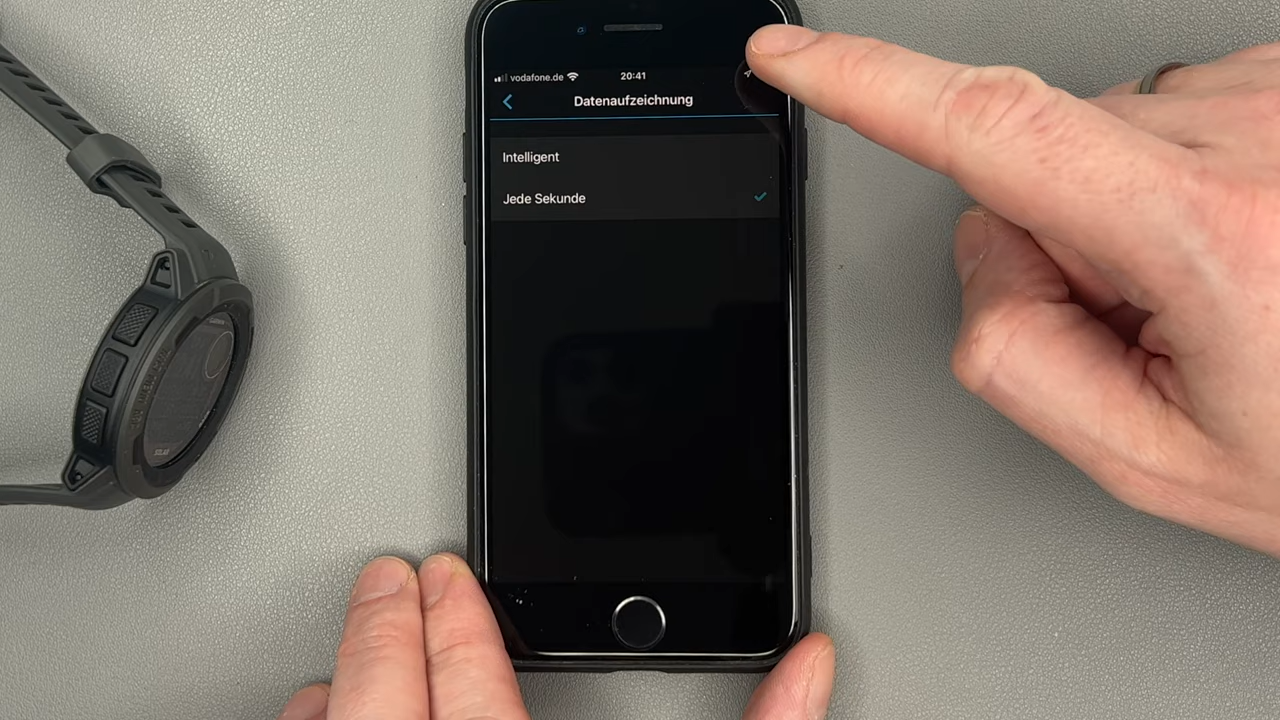 vodafone.de
20:41
Datenaufzeichnung
Intelligent
Jede Sekunde